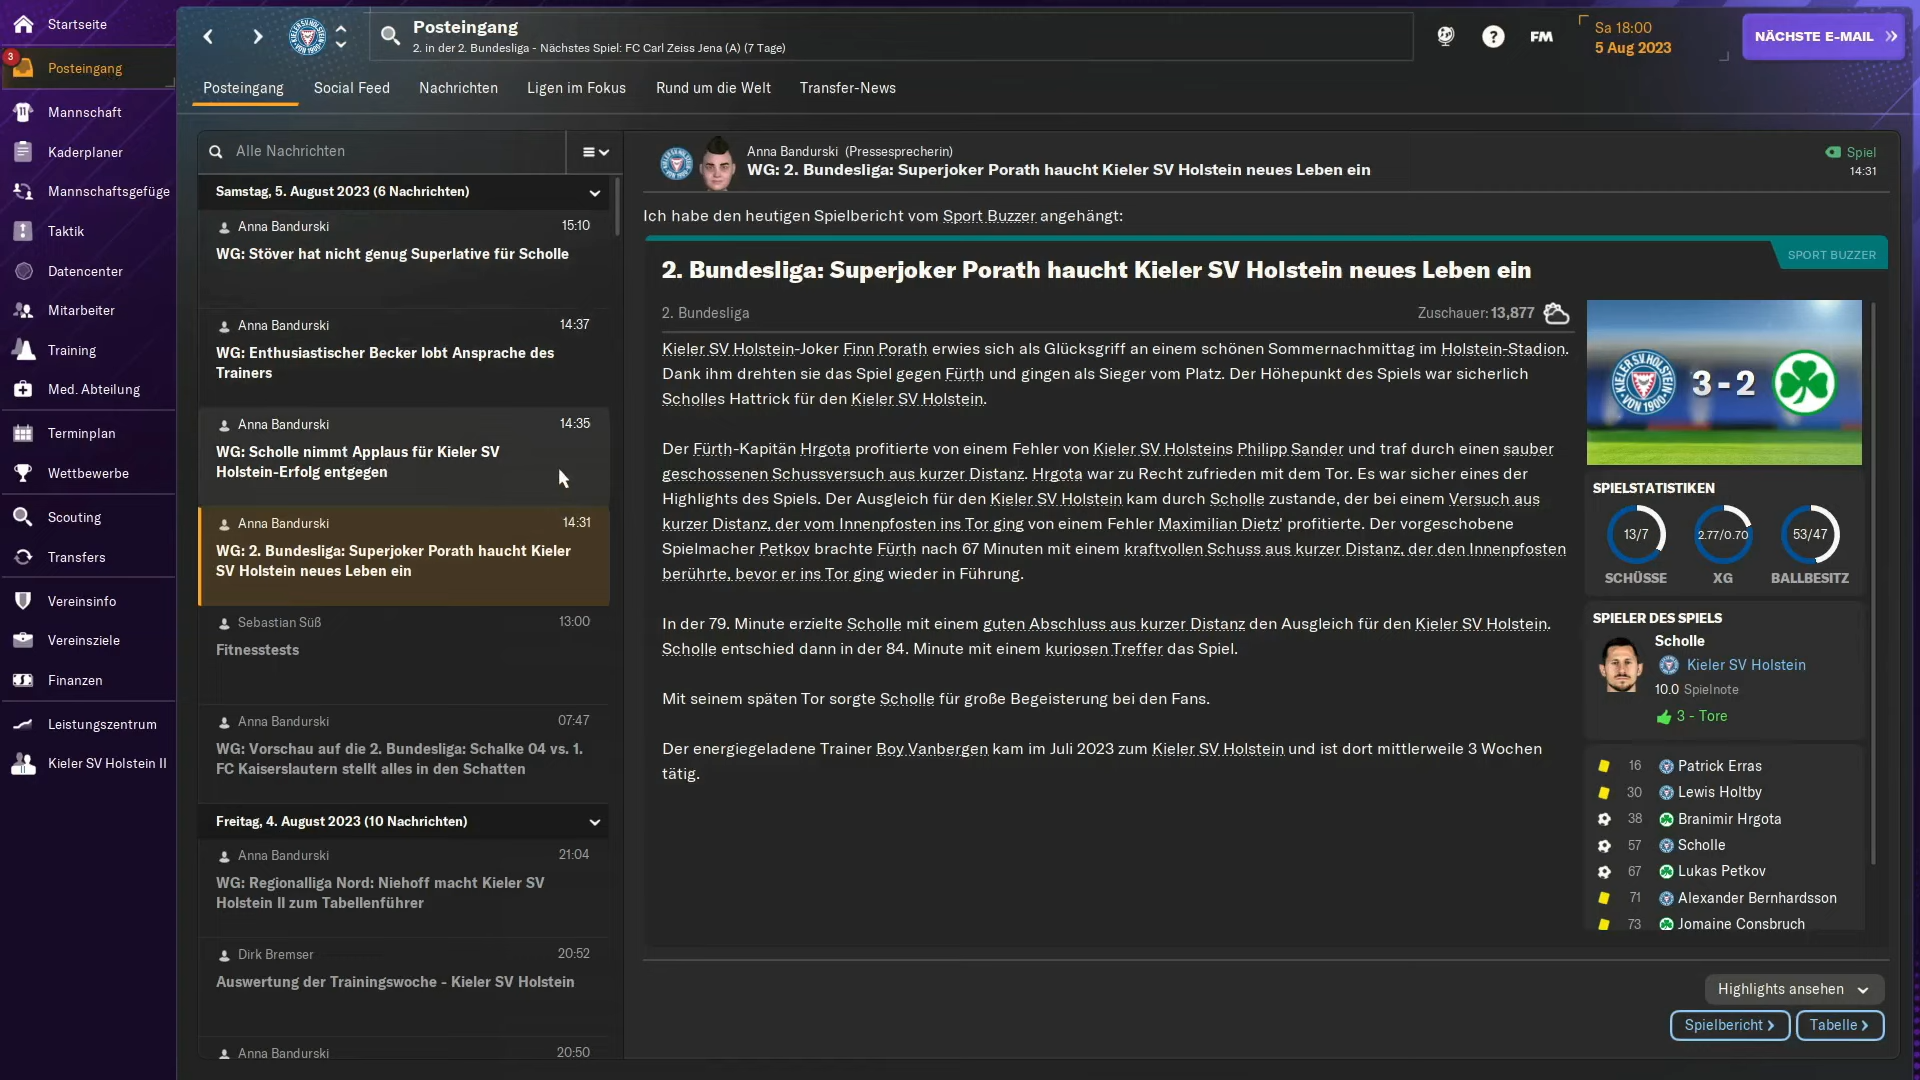 Startseite
3
Posteingang
Mannschaft
Kaderplaner
Mannschaftsgefüge
Taktik
Datencenter
Mitarbeiter
Training
Med. Abteilung
Terminplan
Wettbewerbe
Scouting
Transfers
Vereinsinfo
Vereinsziele
Finanzen
Leistungszentrum
Kieler SV Holstein II
Posteingang
2. in der 2. Bundesliga - Nächstes Spiel: FC Carl Zeiss Jena (A) (7 Tage)
?
FM
Sa 18:00
5 Aug 2023
NÄCHSTE E-MAIL
Posteingang
Social Feed
Nachrichten
Ligen im Fokus
Rund um die Welt
Transfer-News
Alle Nachrichten
Samstag, 5. August 2023 (6 Nachrichten)
Anna Bandurski 15:10
WG: Stöver hat nicht genug Superlative für Scholle
Anna Bandurski 14:37
WG: Enthusiastischer Becker lobt Ansprache des
Trainers
Anna Bandurski 14:35
WG: Scholle nimmt Applaus für Kieler SV
Holstein-Erfolg entgegen
Anna Bandurski 14:31
WG: 2. Bundesliga: Superjoker Porath haucht Kieler
SV Holstein neues Leben ein
Sebastian Süß 13:00
Fitnesstests
Anna Bandurski 07:47
WG: Vorschau auf die 2. Bundesliga: Schalke 04 vs. 1.
FC Kaiserslautern stellt alles in den Schatten
Freitag, 4. August 2023 (10 Nachrichten)
Anna Bandurski 21:04
WG: Regionalliga Nord: Niehoff macht Kieler SV
Holstein II zum Tabellenführer
Dirk Bremser 20:52
Auswertung der Trainingswoche - Kieler SV Holstein
Anna Bandurski 20:50
Anna Bandurski (Pressesprecherin)
WG: 2. Bundesliga: Superjoker Porath haucht Kieler SV Holstein neues Leben ein
Spiel
14:31
Ich habe den heutigen Spielbericht vom Sport Buzzer angehängt:
SPORT BUZZER
2. Bundesliga: Superjoker Porath haucht Kieler SV Holstein neues Leben ein
2. Bundesliga
Zuschauer: 13,877
Kieler SV Holstein-Joker Finn Porath erwies sich als Glücksgriff an einem schönen Sommernachmittag im Holstein-Stadion.
Dank ihm drehten sie das Spiel gegen Fürth und gingen als Sieger vom Platz. Der Höhepunkt des Spiels war sicherlich
Scholles Hattrick für den Kieler SV Holstein.
Der Fürth-Kapitän Hrgota profitierte von einem Fehler von Kieler SV Holsteins Philipp Sander und traf durch einen sauber
geschossenen Schussversuch aus kurzer Distanz. Hrgota war zu Recht zufrieden mit dem Tor. Es war sicher eines der
Highlights des Spiels. Der Ausgleich für den Kieler SV Holstein kam durch Scholle zustande, der bei einem Versuch aus
kurzer Distanz, der vom Innenpfosten ins Tor ging von einem Fehler Maximilian Dietz' profitierte. Der vorgeschobene
Spielmacher Petkov brachte Fürth nach 67 Minuten mit einem kraftvollen Schuss aus kurzer Distanz, der den Innenpfosten
berührte, bevor er ins Tor ging wieder in Führung.
In der 79. Minute erzielte Scholle mit einem guten Abschluss aus kurzer Distanz den Ausgleich für den Kieler SV Holstein.
Scholle entschied dann in der 84. Minute mit einem kuriosen Treffer das Spiel.
Mit seinem späten Tor sorgte Scholle für große Begeisterung bei den Fans.
Der energiegeladene Trainer Boy Vanbergen kam im Juli 2023 zum Kieler SV Holstein und ist dort mittlerweile 3 Wochen
tätig.
KIELER S.V. HOLSTEIN
VON 1900
3 - 2
SPIELSTATISTIKEN
13/7
2.77/0.70
53/47
SCHÜSSE
XG
BALLBESITZ
SPIELER DES SPIELS
Scholle
Kieler SV Holstein
10.0 Spielnote
3 - Tore
16 Patrick Erras
30 Lewis Holtby
38 Branimir Hrgota
57 Scholle
67 Lukas Petkov
71 Alexander Bernhardsson
73 Jomaine Consbruch
Highlights ansehen
Spielbericht
Tabelle